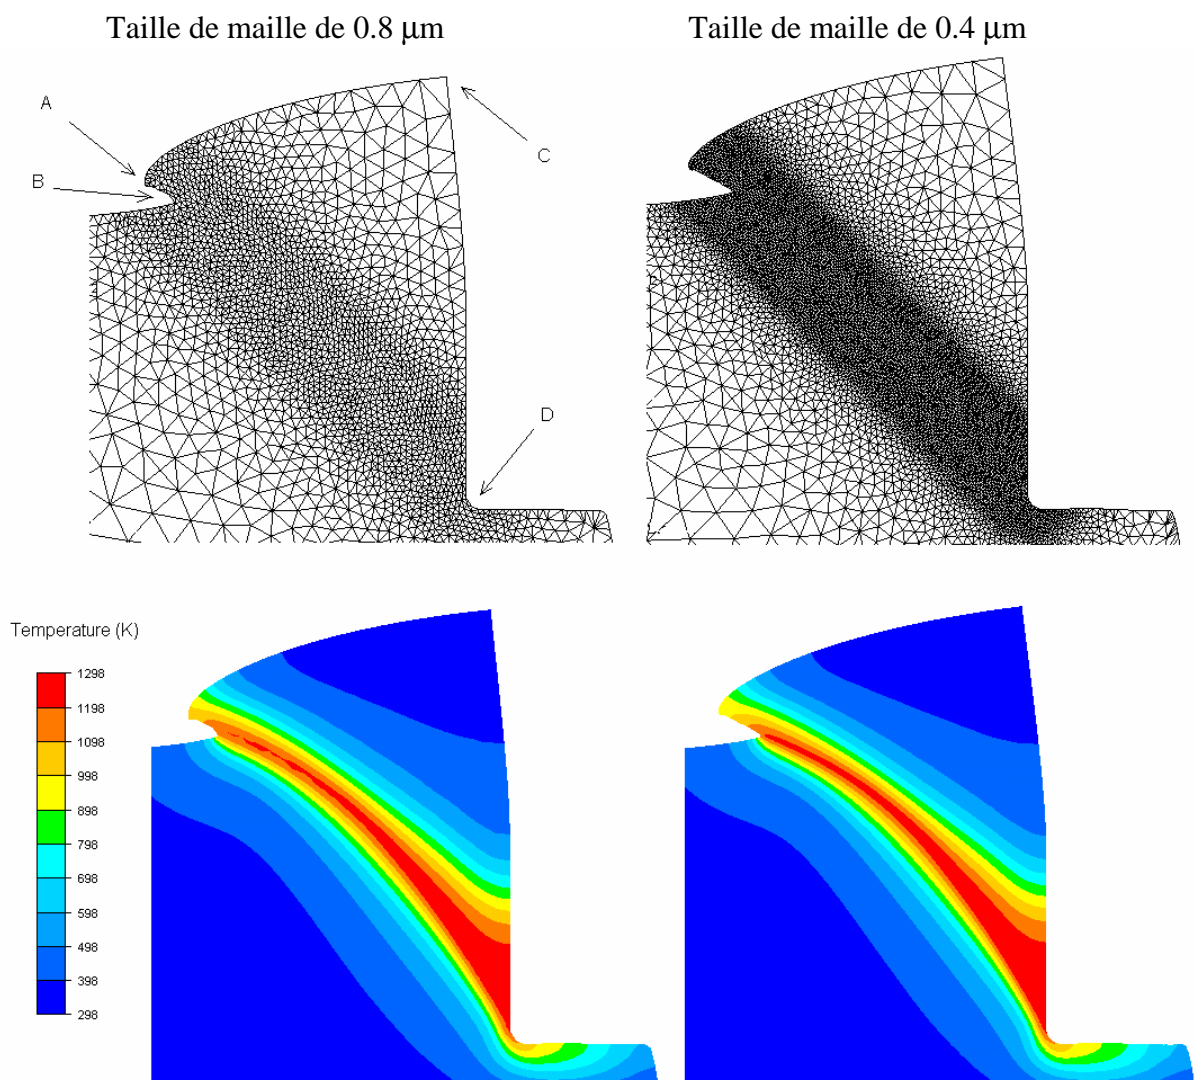 Taille de maille de 0.8 μm
Taille de maille de 0.4 μm
A
B
C
D
Temperature (K)
1298
1198
1098
998
898
798
698
598
498
398
298